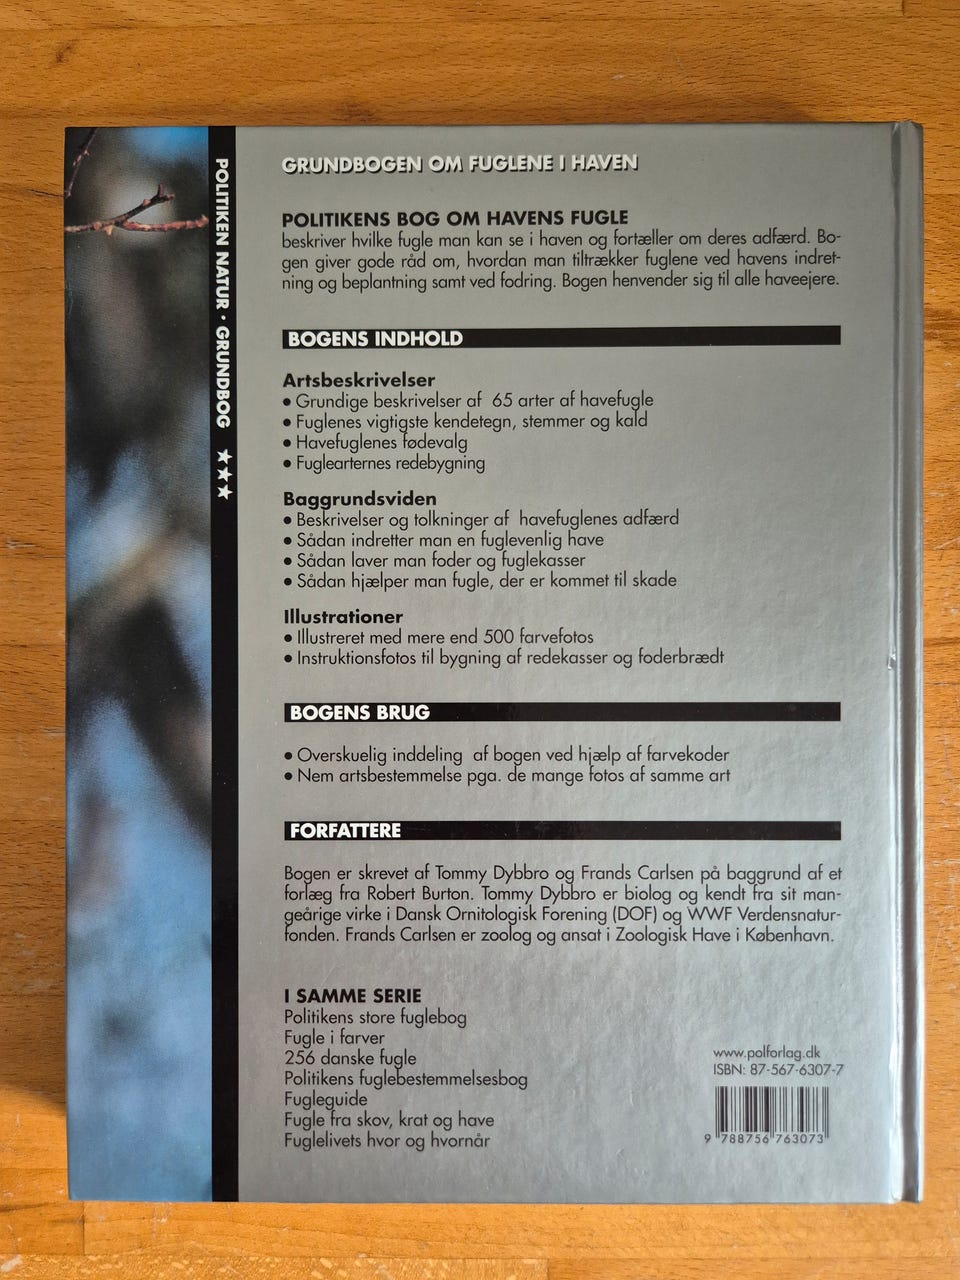 POLITIKEN NATUR · GRUNDBOG ★★★
GRUNDBOGEN OM FUGLENE I HAVEN
POLITIKENS BOG OM HAVENS FUGLE
beskriver hvilke fugle man kan se i haven og fortæller om deres adfærd. Bo-
gen giver gode råd om, hvordan man tiltrækker fuglene ved havens indret-
ning og beplantning samt ved fodring. Bogen henvender sig til alle haveejere.
BOGENS INDHOLD
Artsbeskrivelser
• Grundige beskrivelser af 65 arter af havefugle
• Fuglenes vigtigste kendetegn, stemmer og kald
• Havefuglenes fødevalg
• Fuglearternes redebygning
Baggrundsviden
• Beskrivelser og tolkninger af havefuglenes adfærd
• Sådan indretter man en fuglevenlig have
• Sådan laver man foder og fuglekasser
• Sådan hjælper man fugle, der er kommet til skade
Illustrationer
• Illustreret med mere end 500 farvefotos
• Instruktionsfotos til bygning af redekasser og foderbrædt
BOGENS BRUG
• Overskuelig inddeling af bogen ved hjælp af farvekoder
• Nem artsbestemmelse pga. de mange fotos af samme art
FORFATTERE
Bogen er skrevet af Tommy Dybbro og Frands Carlsen på baggrund af et
forlæg fra Robert Burton. Tommy Dybbro er biolog og kendt fra sit man-
geårige virke i Dansk Ornitologisk Forening (DOF) og WWF Verdensnatur-
fonden. Frands Carlsen er zoolog og ansat i Zoologisk Have i København.
I SAMME SERIE
Politikens store fuglebog
Fugle i farver
256 danske fugle
Politikens fuglebestemmelsesbog
Fugleguide
Fugle fra skov, krat og have
Fuglelivets hvor og hvornår
www.polforlag.dk
ISBN: 87-567-6307-7
9 788756 763073